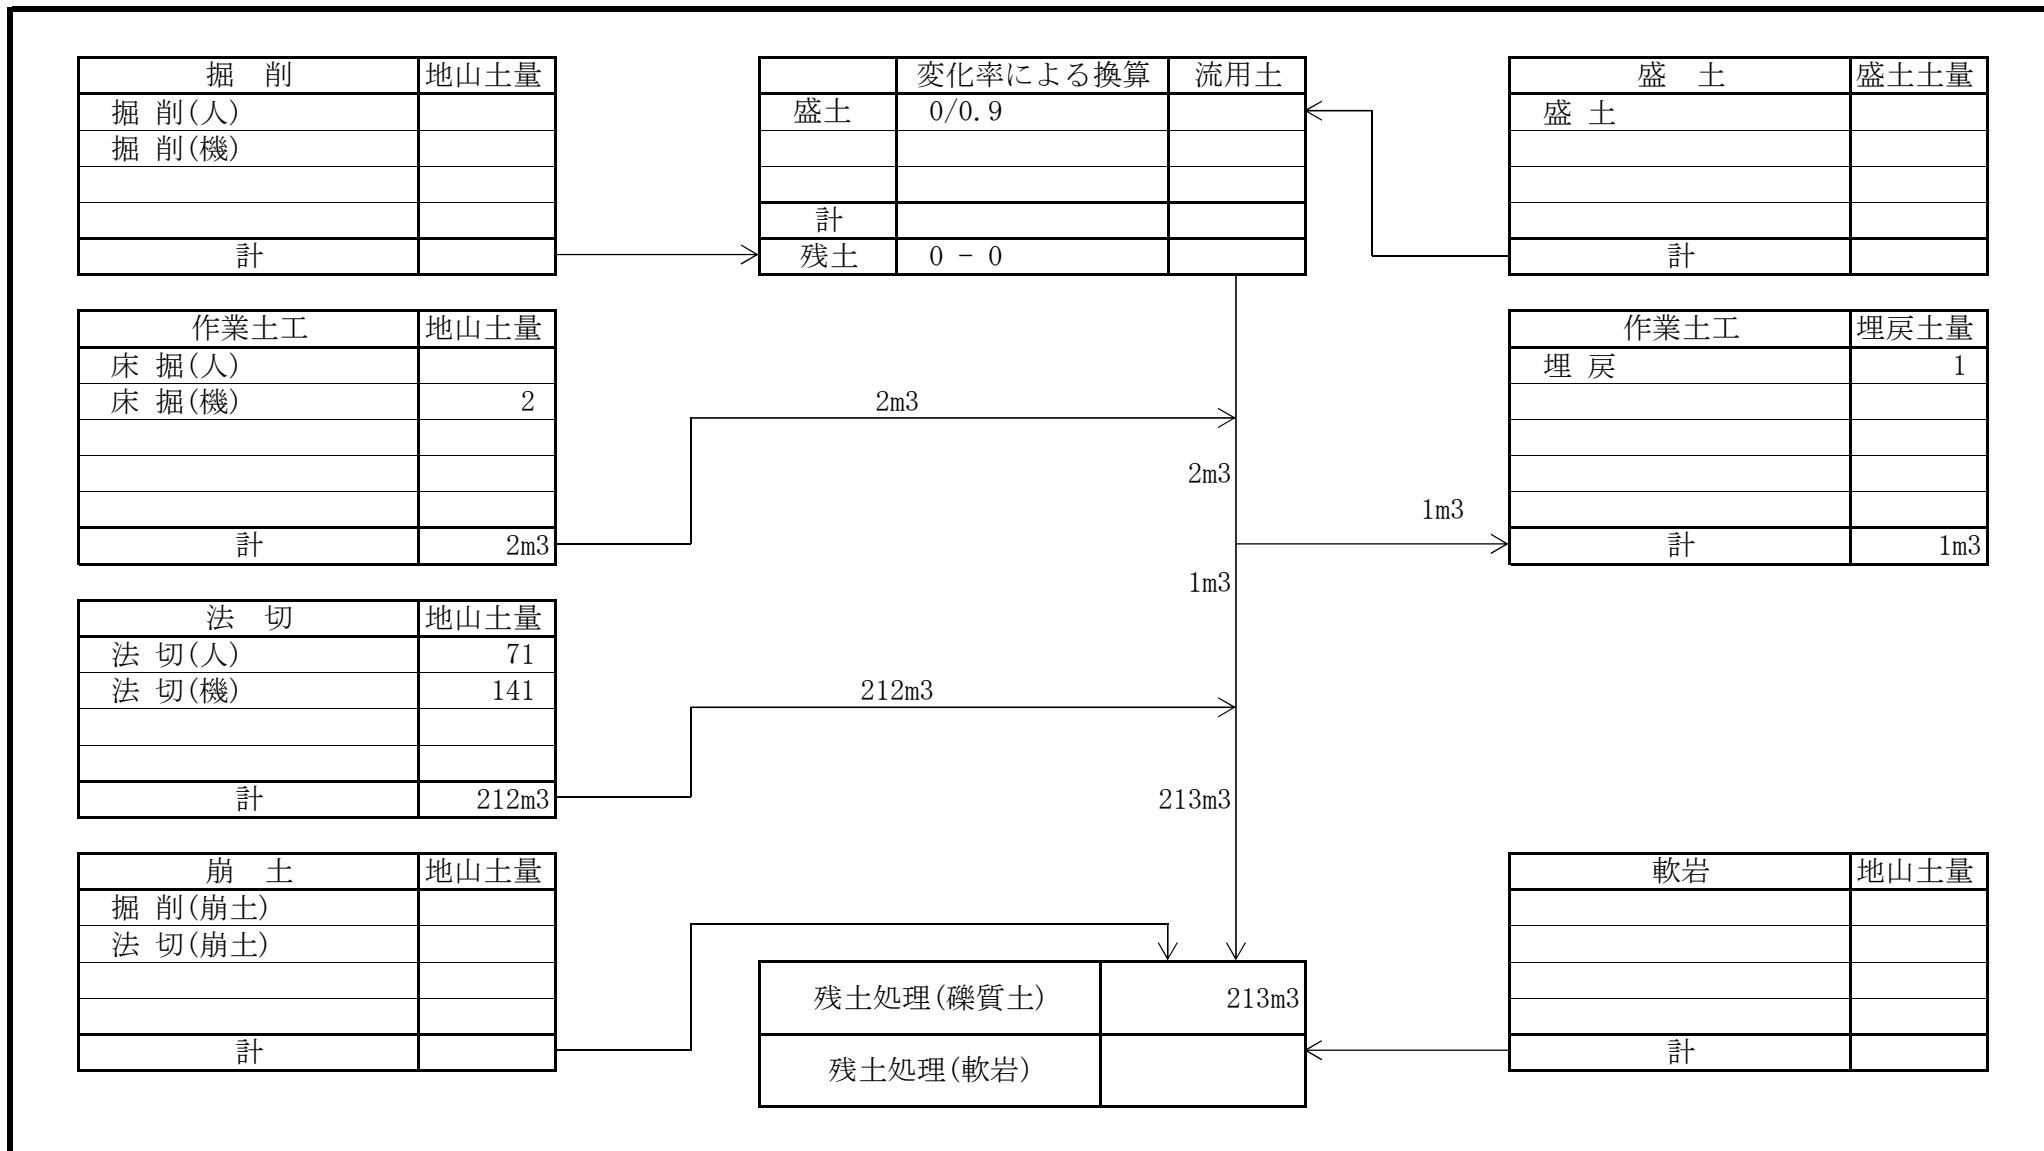 掘 削 地山土量
掘 削(人)
掘 削(機)
計
変化率による換算 流用土
盛土 0/0.9
計
残土 0 - 0
盛 土 盛土土量
盛 土
計
作業土工 地山土量
床 掘(人)
床 掘(機) 2
計 2m3
2m3
2m3
1m3
1m3
作業土工 埋戻土量
埋 戻 1
計 1m3
法 切 地山土量
法 切(人) 71
法 切(機) 141
計 212m3
212m3
213m3
崩 土 地山土量
掘 削(崩土)
法 切(崩土)
計
残土処理(礫質土) 213m3
残土処理(軟岩)
軟岩 地山土量
計